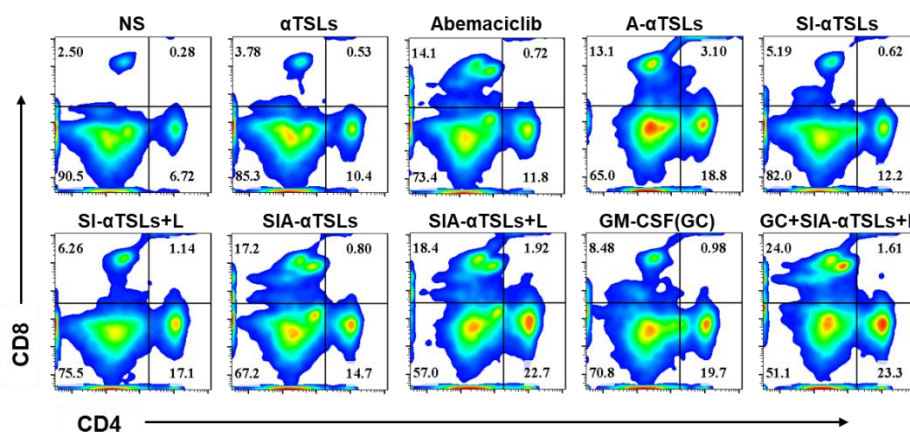 NS αTSLs Abemaciclib A-αTSLs SI-αTSLs
2.50 0.28 3.78 0.53 14.1 0.72 13.1 3.10 5.19 0.62
90.5 6.72 85.3 10.4 73.4 11.8 65.0 18.8 82.0 12.2
SI-αTSLs+L SIA-αTSLs SIA-αTSLs+L GM-CSF(GC) GC+SIA-αTSLs+
6.26 1.14 17.2 0.80 18.4 1.92 8.48 0.98 24.0 1.61
75.5 17.1 67.2 14.7 57.0 22.7 70.8 19.7 51.1 23.3
CD8
CD4